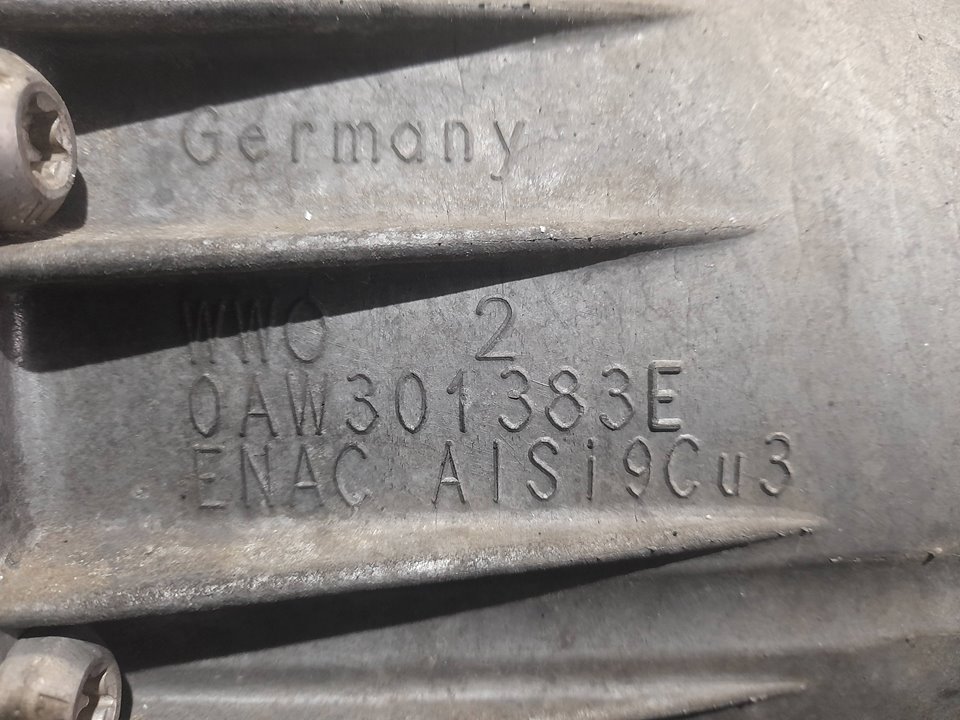 Germany
WWO 2
0AW301383E
ENAC AlSi9Cu3